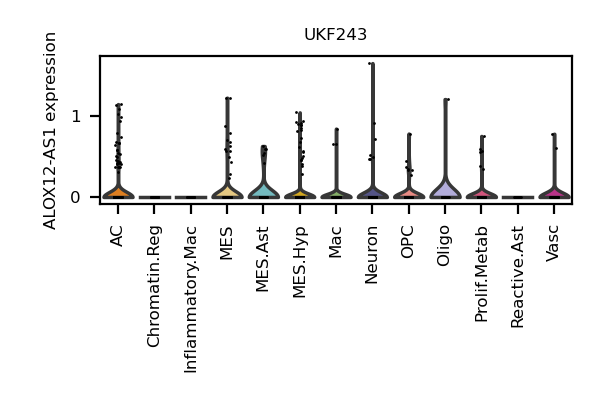 UKF243
ALOX12-AS1 expression
1
0
AC
Chromatin.Reg
Inflammatory.Mac
MES
MES.Ast
MES.Hyp
Mac
Neuron
OPC
Oligo
Prolif.Metab
Reactive.Ast
Vasc